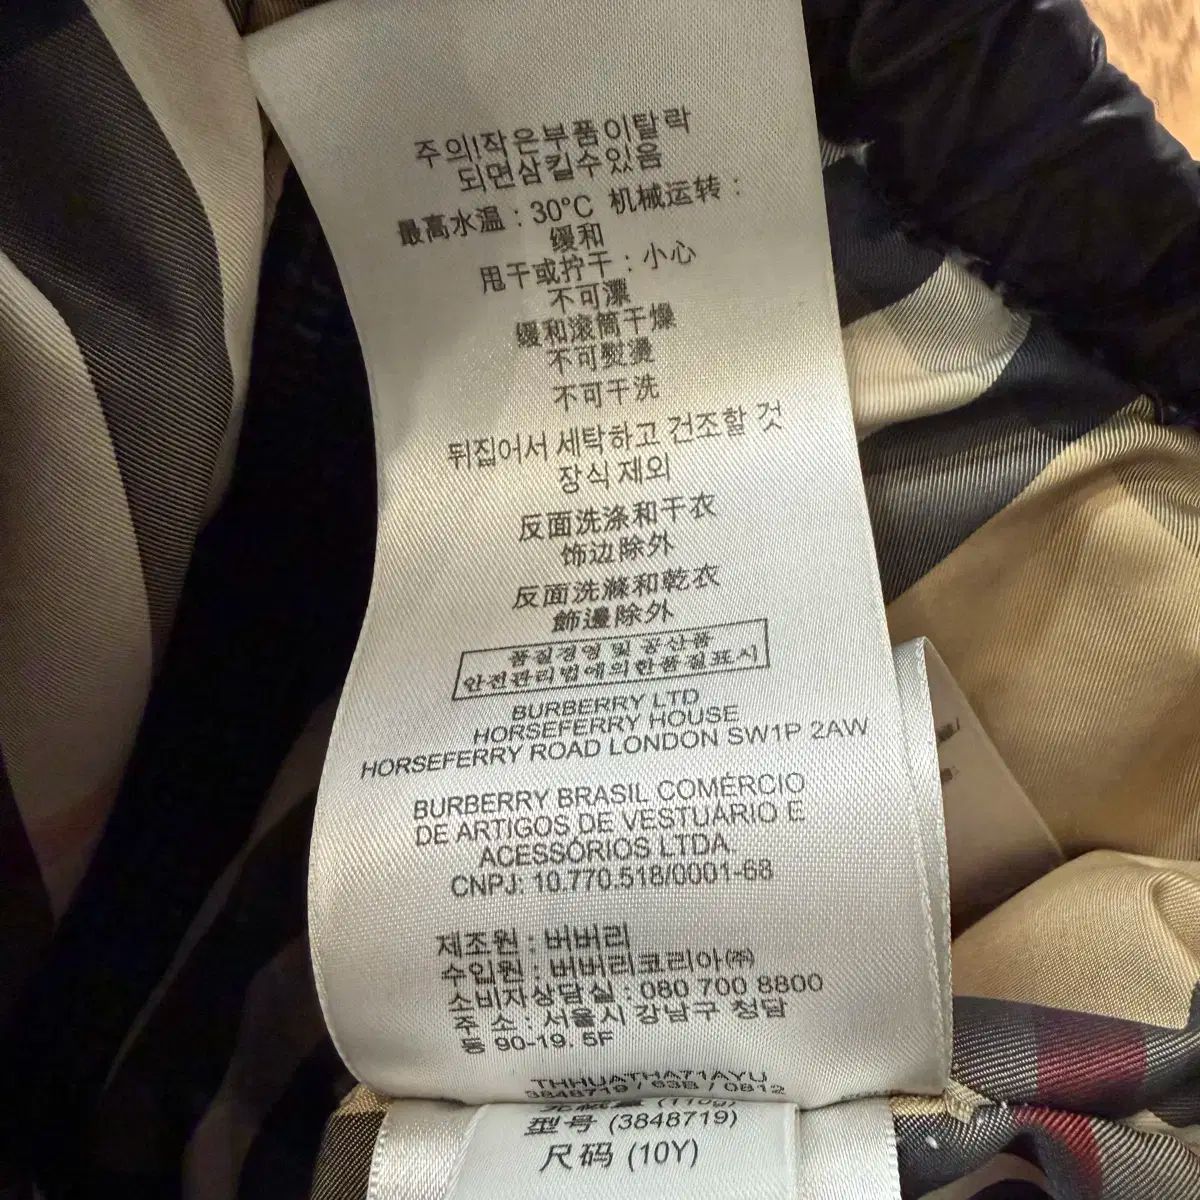 주의!작은부품이탈락
되면삼킬수있음
最高水温 : 30°C 机械运转 :
缓和
甩干或拧干 : 小心
不可漂
缓和滚筒干燥
不可熨烫
不可干洗
뒤집어서 세탁하고 건조할 것
장식 제외
反面洗涤和干衣
饰边除外
反面洗滌和乾衣
飾邊除外
품질경영 및 공산품
안전관리법에의한품질표시
BURBERRY LTD
HORSEFERRY HOUSE
HORSEFERRY ROAD LONDON SW1P 2AW
BURBERRY BRASIL COMÉRCIO
DE ARTIGOS DE VESTUÁRIO E
ACESSÓRIOS LTDA
CNPJ: 10.770.518/0001-68
제조원 : 버버리
수입원 : 버버리코리아㈜
소비자상담실 : 080 700 8800
주 소 : 서울시 강남구 청담
동 90-19. 5F
THHUATHA71AYU
3848719 / 63B / 0812
型号 (3848719)
尺码 (10Y)